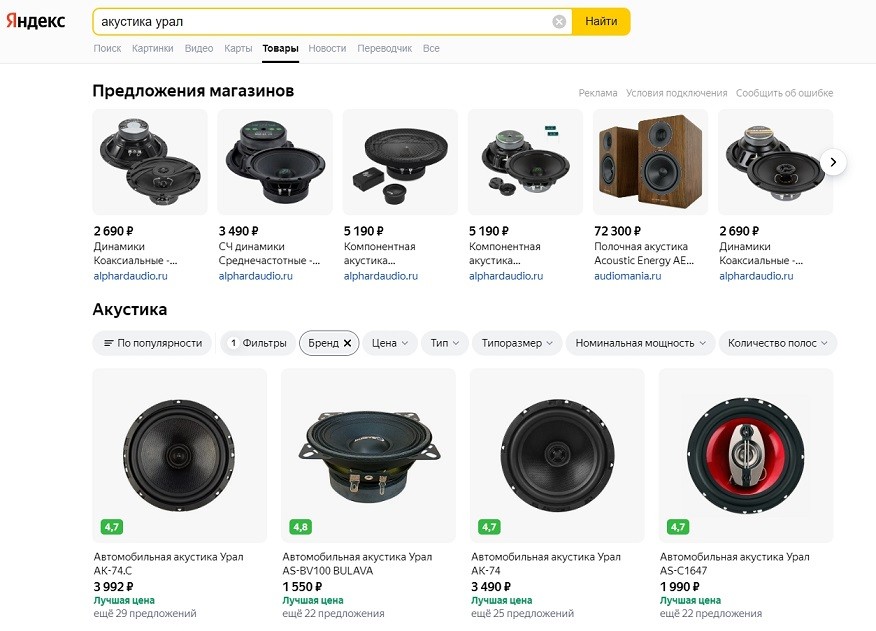 Яндекс
акустика урал
Найти
Поиск Картинки Видео Карты Товары Новости Переводчик Все
Предложения магазинов
Реклама Условия подключения Сообщить об ошибке
2 690 ₽
Динамики
Коаксиальные -...
alphardaudio.ru
3 490 ₽
СЧ динамики
Среднечастотные -...
alphardaudio.ru
5 190 ₽
Компонентная
акустика...
alphardaudio.ru
5 190 ₽
Компонентная
акустика...
alphardaudio.ru
72 300 ₽
Полочная акустика
Acoustic Energy AE...
audiomania.ru
2 690 ₽
Динамики
Коаксиальные -...
alphardaudio.ru
Акустика
По популярности 1 Фильтры Бренд Цена Тип Типоразмер Номинальная мощность Количество полос
4,7
Автомобильная акустика Урал
АК-74.С
3 992 ₽
Лучшая цена
ещё 29 предложений
4,8
Автомобильная акустика Урал
AS-BV100 BULAVA
1 550 ₽
Лучшая цена
ещё 22 предложения
4,7
Автомобильная акустика Урал
АК-74
3 490 ₽
Лучшая цена
ещё 25 предложений
4,7
Автомобильная акустика Урал
AS-C1647
1 990 ₽
Лучшая цена
ещё 22 предложения